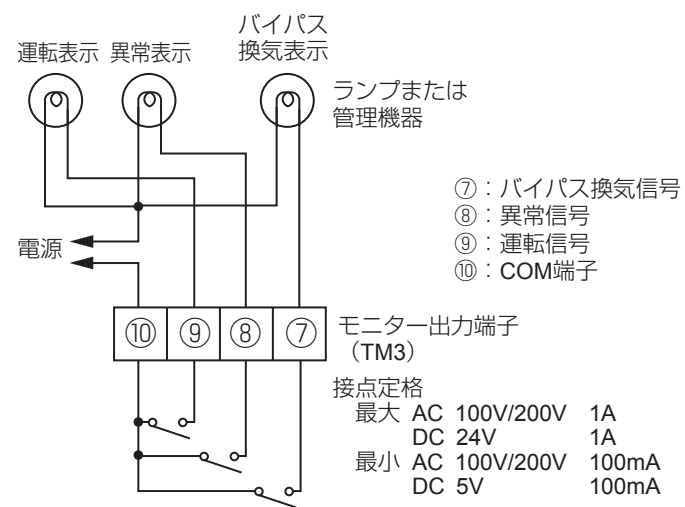 バイパス
運転表示 異常表示 換気表示
ランプまたは
管理機器
⑦：バイパス換気信号
⑧：異常信号
⑨：運転信号
⑩：COM端子
電源
⑩ ⑨ ⑧ ⑦
モニター出力端子
（TM3）
接点定格
最大 AC 100V/200V 1A
DC 24V 1A
最小 AC 100V/200V 100mA
DC 5V 100mA